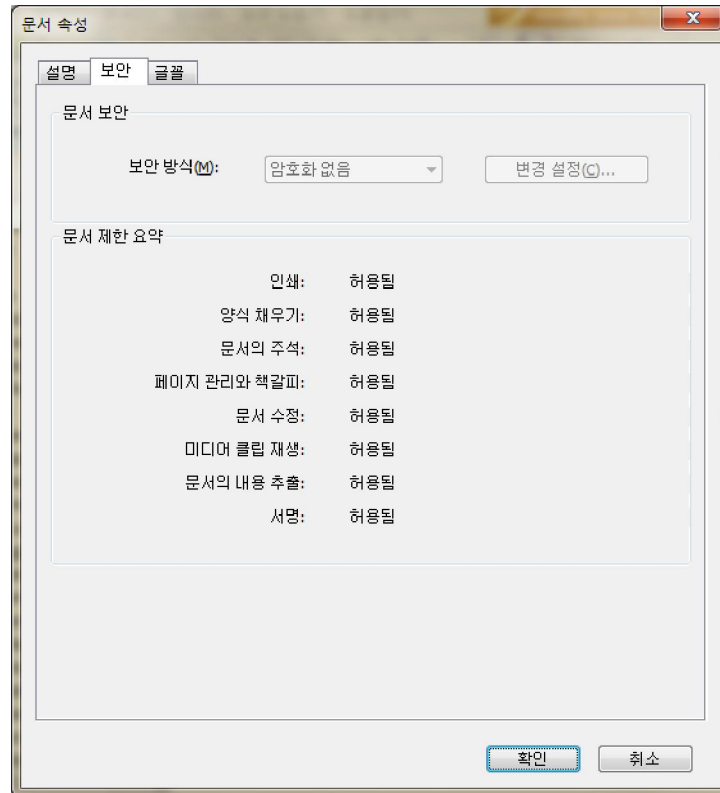 문서 속성
설명 보안 글꼴
문서 보안
보안 방식(M): 암호화 없음 변경 설정(C)...
문서 제한 요약
인쇄: 허용됨
양식 채우기: 허용됨
문서의 주석: 허용됨
페이지 관리와 책갈피: 허용됨
문서 수정: 허용됨
미디어 클립 재생: 허용됨
문서의 내용 추출: 허용됨
서명: 허용됨
확인 취소